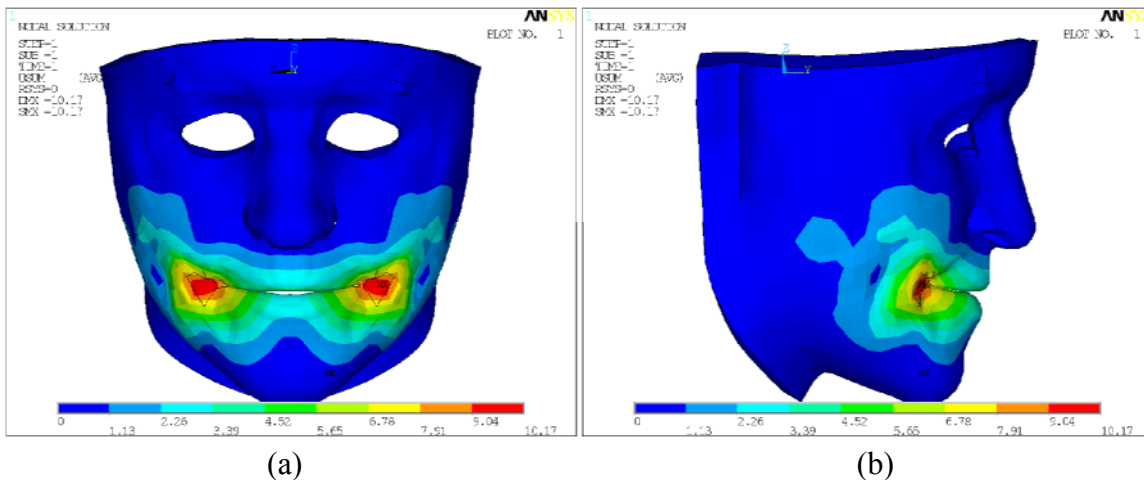 1
ANSYS
NODAL SOLUTION
PLOT NO. 1
STEP=1
SUB =1
TIME=1
USUM (AVG)
RSYS=0
DMX =10.17
SMX =10.17
Z
Y
0 1.13 2.26 3.39 4.52 5.65 6.78 7.91 9.04 10.17
(a)
1
ANSYS
NODAL SOLUTION
PLOT NO. 1
STEP=1
SUB =1
TIME=1
USUM (AVG)
RSYS=0
DMX =10.17
SMX =10.17
Z
Y
0 1.13 2.26 3.39 4.52 5.65 6.78 7.91 9.04 10.17
(b)